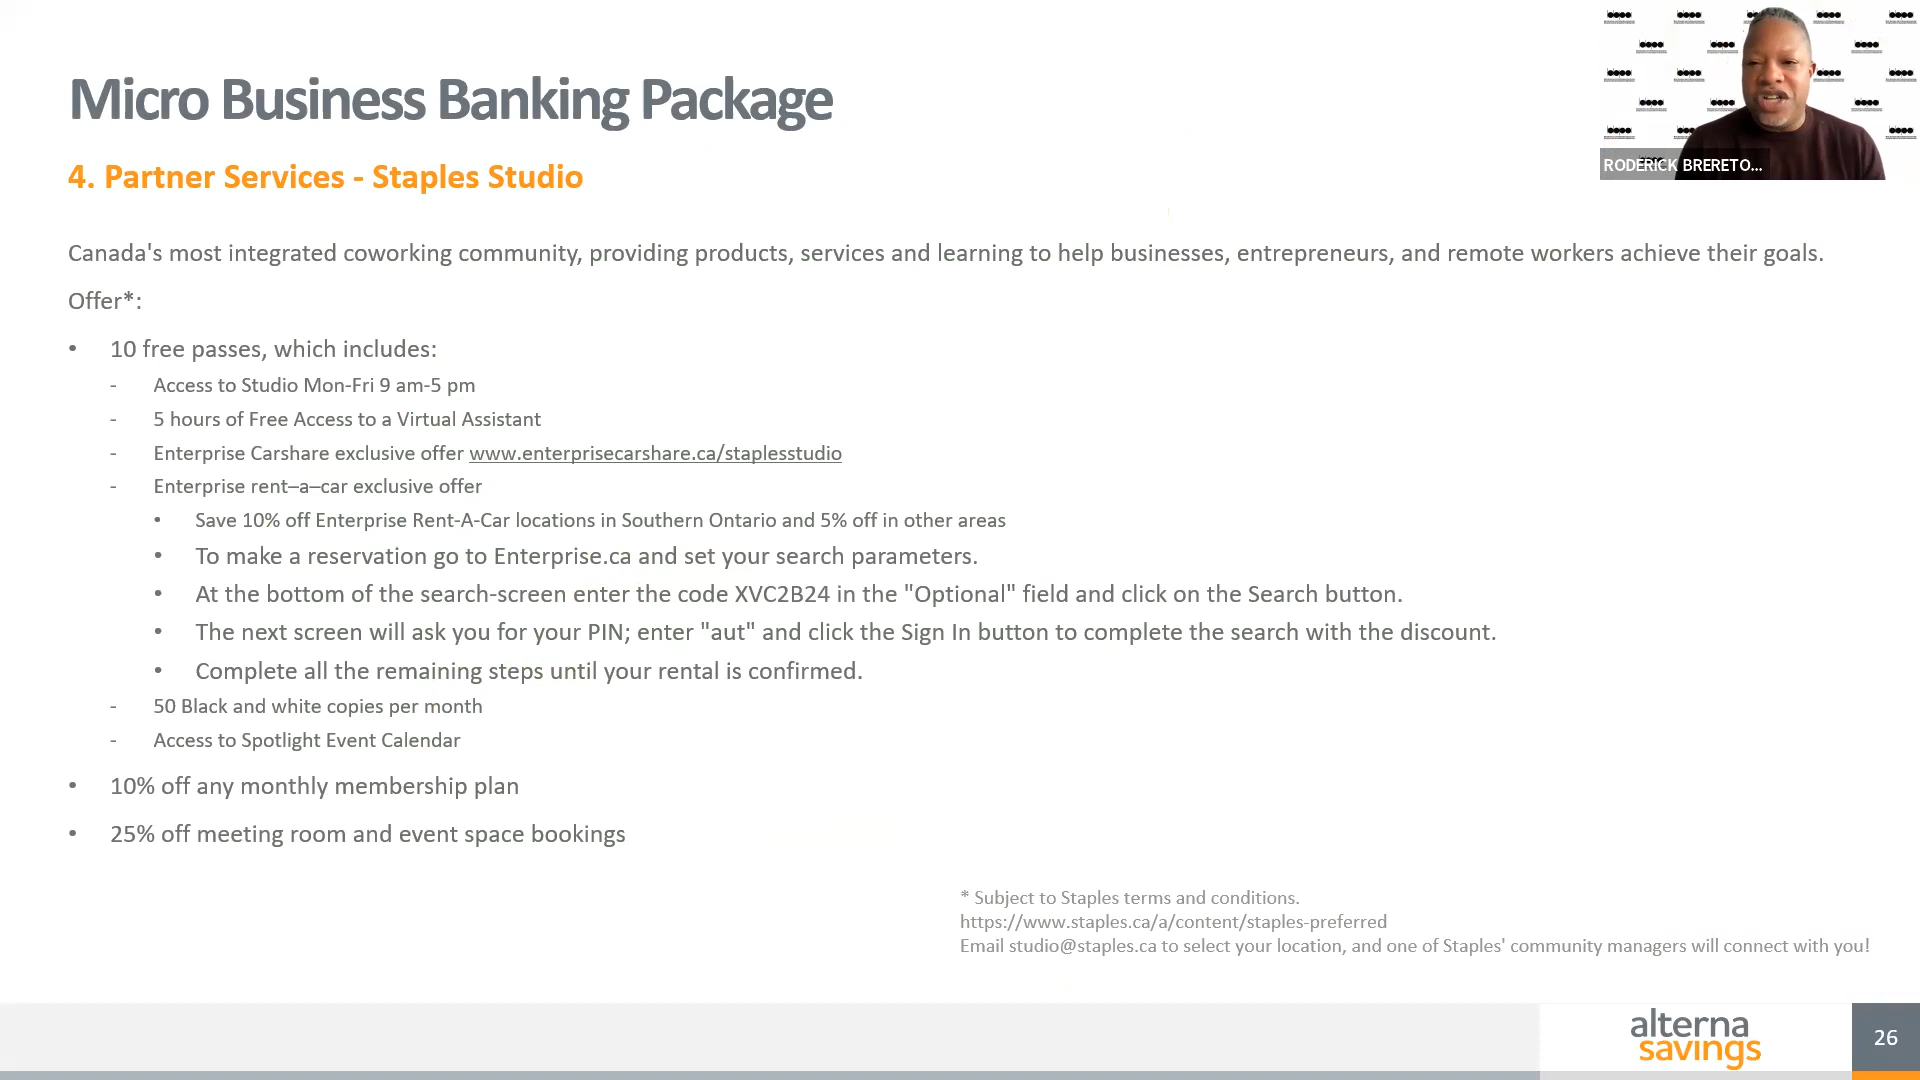 Micro Business Banking Package
RODERICK BRERETO...
4. Partner Services - Staples Studio
Canada's most integrated coworking community, providing products, services and learning to help businesses, entrepreneurs, and remote workers achieve their goals.
Offer*:
• 10 free passes, which includes:
- Access to Studio Mon-Fri 9 am-5 pm
- 5 hours of Free Access to a Virtual Assistant
- Enterprise Carshare exclusive offer www.enterprisecarshare.ca/staplesstudio
- Enterprise rent–a–car exclusive offer
• Save 10% off Enterprise Rent-A-Car locations in Southern Ontario and 5% off in other areas
• To make a reservation go to Enterprise.ca and set your search parameters.
• At the bottom of the search-screen enter the code XVC2B24 in the "Optional" field and click on the Search button.
• The next screen will ask you for your PIN; enter "aut" and click the Sign In button to complete the search with the discount.
• Complete all the remaining steps until your rental is confirmed.
- 50 Black and white copies per month
- Access to Spotlight Event Calendar
• 10% off any monthly membership plan
• 25% off meeting room and event space bookings
* Subject to Staples terms and conditions.
https://www.staples.ca/a/content/staples-preferred
Email studio@staples.ca to select your location, and one of Staples' community managers will connect with you!
alterna
savings
26